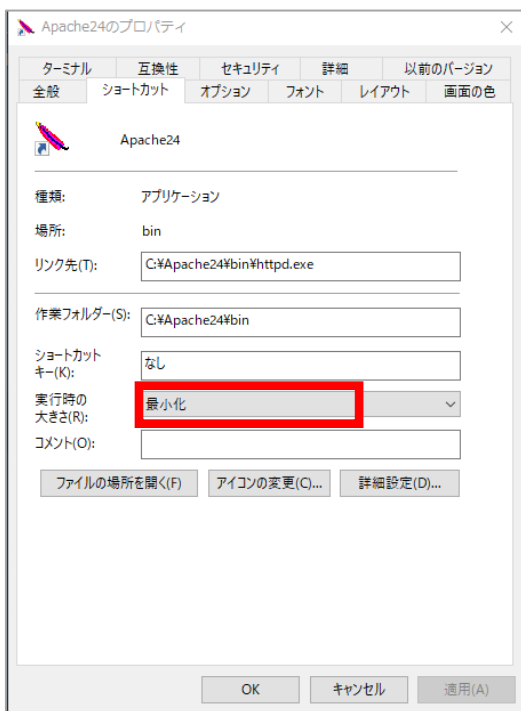 Apache24のプロパティ
ターミナル 互換性 セキュリティ 詳細 以前のバージョン
全般 ショートカット オプション フォント レイアウト 画面の色
Apache24
種類: アプリケーション
場所: bin
リンク先(T): C:¥Apache24¥bin¥httpd.exe
作業フォルダー(S): C:¥Apache24¥bin
ショートカット
キー(K): なし
実行時の
大きさ(R): 最小化
コメント(O):
ファイルの場所を開く(F) アイコンの変更(C)... 詳細設定(D)...
OK キャンセル 適用(A)